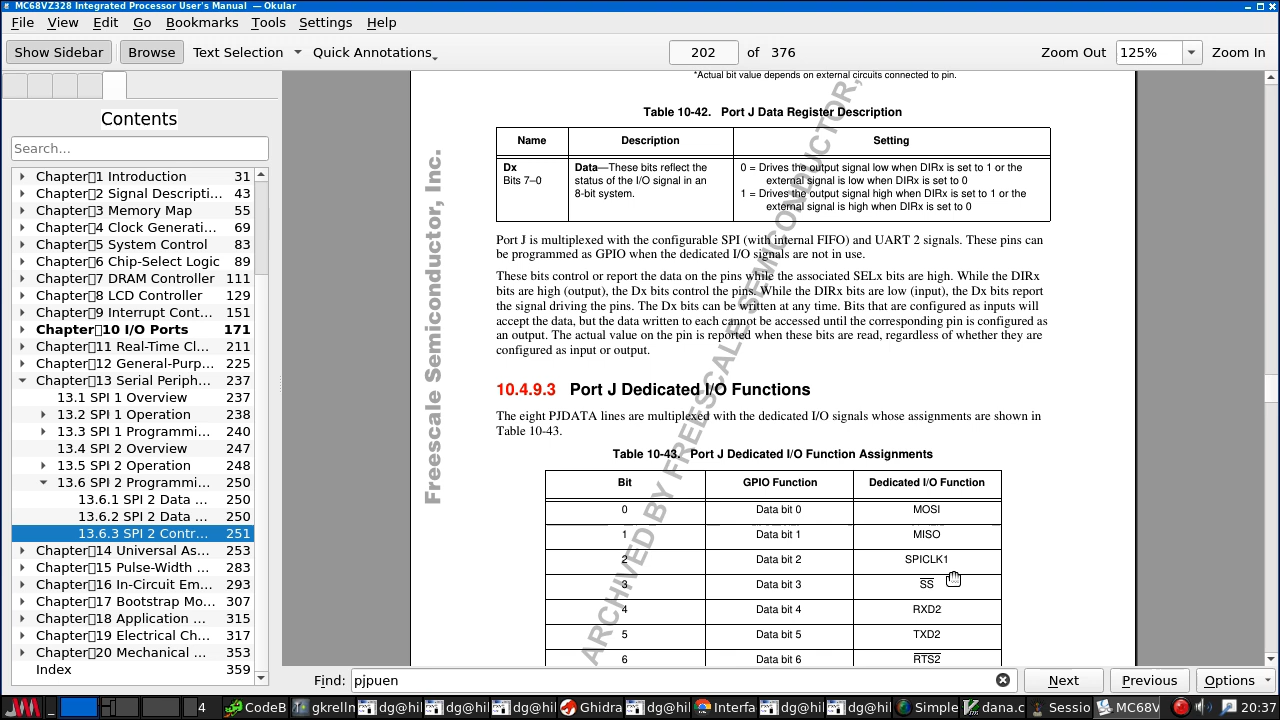 MC68VZ328 Integrated Processor User's Manual — Okular
File View Edit Go Bookmarks Tools Settings Help
Show Sidebar Browse Text Selection Quick Annotations 202 of 376 Zoom Out 125% Zoom In
Contents
Search...
Chapter 1 Introduction 31
Chapter 2 Signal Descripti... 43
Chapter 3 Memory Map 55
Chapter 4 Clock Generati... 69
Chapter 5 System Control 83
Chapter 6 Chip-Select Logic 89
Chapter 7 DRAM Controller 111
Chapter 8 LCD Controller 129
Chapter 9 Interrupt Cont... 151
Chapter 10 I/O Ports 171
Chapter 11 Real-Time Cl... 211
Chapter 12 General-Purp... 225
Chapter 13 Serial Periph... 237
13.1 SPI 1 Overview 237
13.2 SPI 1 Operation 238
13.3 SPI 1 Programmi... 240
13.4 SPI 2 Overview 247
13.5 SPI 2 Operation 248
13.6 SPI 2 Programmi... 250
13.6.1 SPI 2 Data ... 250
13.6.2 SPI 2 Data ... 250
13.6.3 SPI 2 Contr... 251
Chapter 14 Universal As... 253
Chapter 15 Pulse-Width ... 283
Chapter 16 In-Circuit Em... 293
Chapter 17 Bootstrap Mo... 307
Chapter 18 Application ... 315
Chapter 19 Electrical Ch... 317
Chapter 20 Mechanical ... 353
Index 359
Freescale Semiconductor, Inc.
ARCHIVED BY FREESCALE SEMICONDUCTOR,
*Actual bit value depends on external circuits connected to pin.
Table 10-42. Port J Data Register Description
Name Description Setting
Dx
Bits 7–0
Data—These bits reflect the
status of the I/O signal in an
8-bit system.
0 = Drives the output signal low when DIRx is set to 1 or the
external signal is low when DIRx is set to 0
1 = Drives the output signal high when DIRx is set to 1 or the
external signal is high when DIRx is set to 0
Port J is multiplexed with the configurable SPI (with internal FIFO) and UART 2 signals. These pins can
be programmed as GPIO when the dedicated I/O signals are not in use.
These bits control or report the data on the pins while the associated SELx bits are high. While the DIRx
bits are high (output), the Dx bits control the pins. While the DIRx bits are low (input), the Dx bits report
the signal driving the pins. The Dx bits can be written at any time. Bits that are configured as inputs will
accept the data, but the data written to each cannot be accessed until the corresponding pin is configured as
an output. The actual value on the pin is reported when these bits are read, regardless of whether they are
configured as input or output.
10.4.9.3 Port J Dedicated I/O Functions
The eight PJDATA lines are multiplexed with the dedicated I/O signals whose assignments are shown in
Table 10-43.
Table 10-43. Port J Dedicated I/O Function Assignments
Bit GPIO Function Dedicated I/O Function
0 Data bit 0 MOSI
1 Data bit 1 MISO
2 Data bit 2 SPICLK1
3 Data bit 3 SS
4 Data bit 4 RXD2
5 Data bit 5 TXD2
6 Data bit 6 RTS2
Find: pjpuen Next Previous Options
4 CodeB gkrelln dg@hil dg@hil dg@hil Ghidra dg@hil Interfa dg@hil dg@hil Simple dana.c Sessio MC68V 20:37